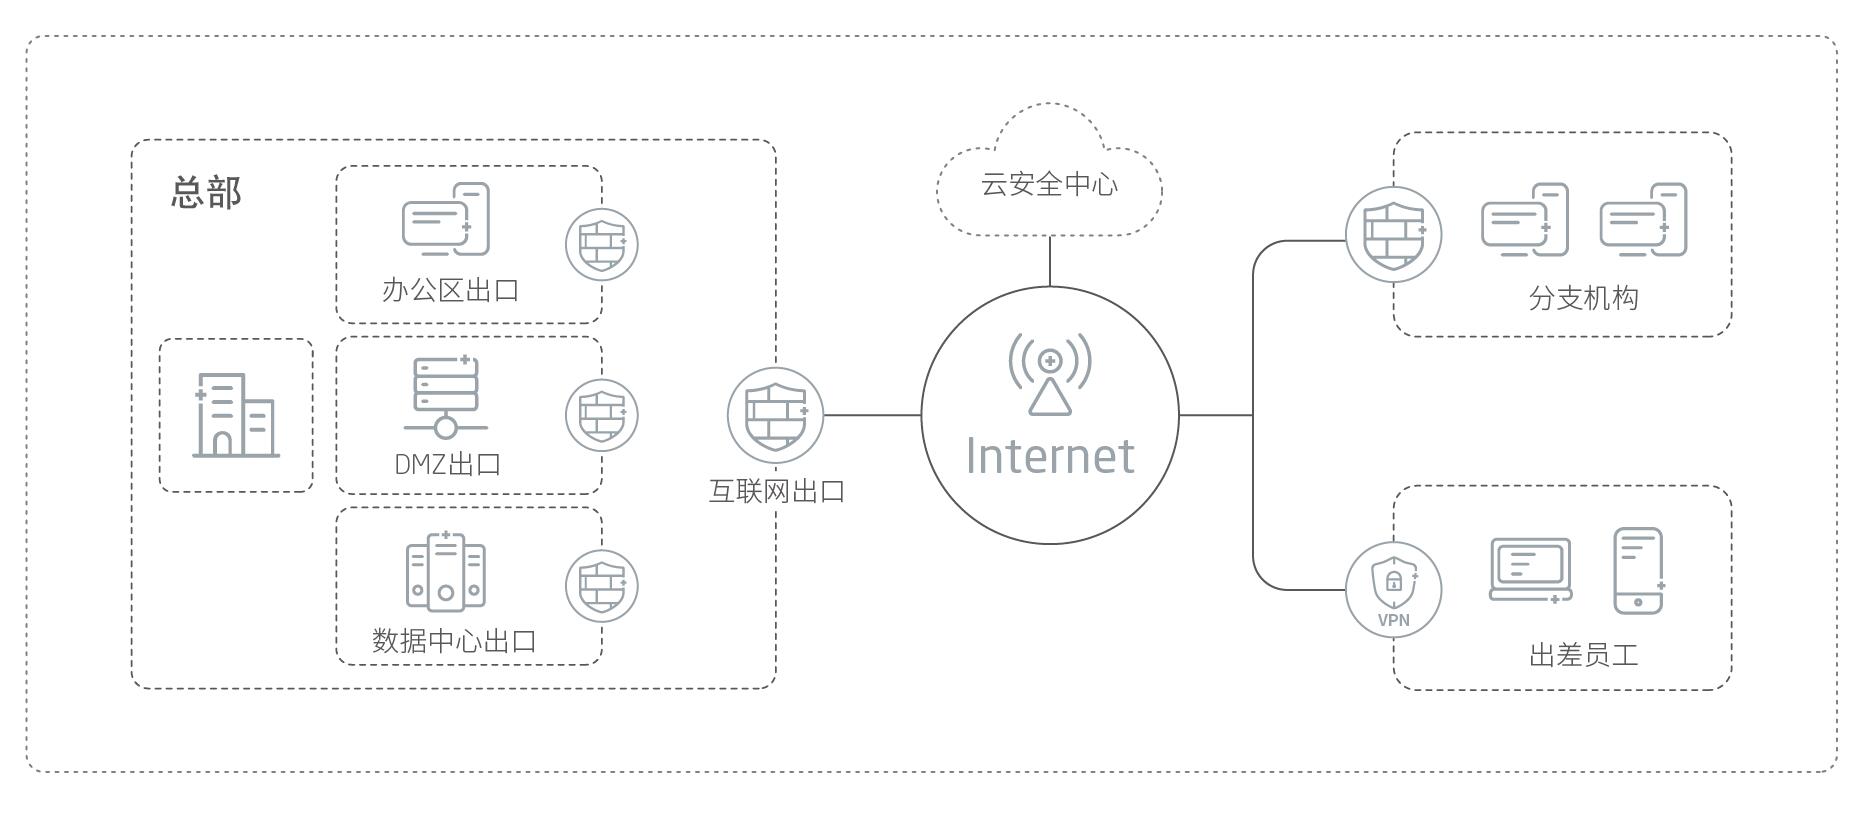 总部
办公区出口
DMZ出口
数据中心出口
互联网出口
云安全中心
Internet
分支机构
VPN
出差员工